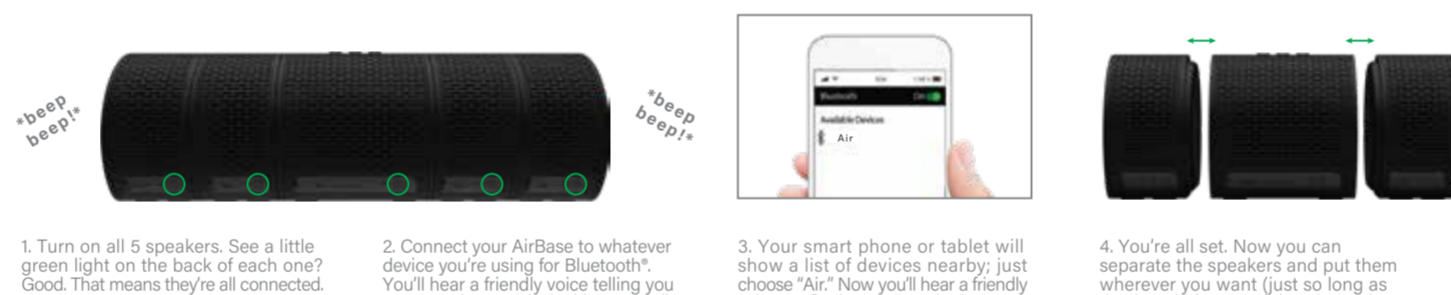 *beep
beep!*
*beep
beep!*
Bluetooth On
Available Devices
Air
1. Turn on all 5 speakers. See a little
green light on the back of each one?
Good. That means they're all connected.
2. Connect your AirBase to whatever
device you're using for Bluetooth®.
You'll hear a friendly voice telling you
3. Your smart phone or tablet will
show a list of devices nearby; just
choose “Air.” Now you'll hear a friendly
4. You're all set. Now you can
separate the speakers and put them
wherever you want (just so long as